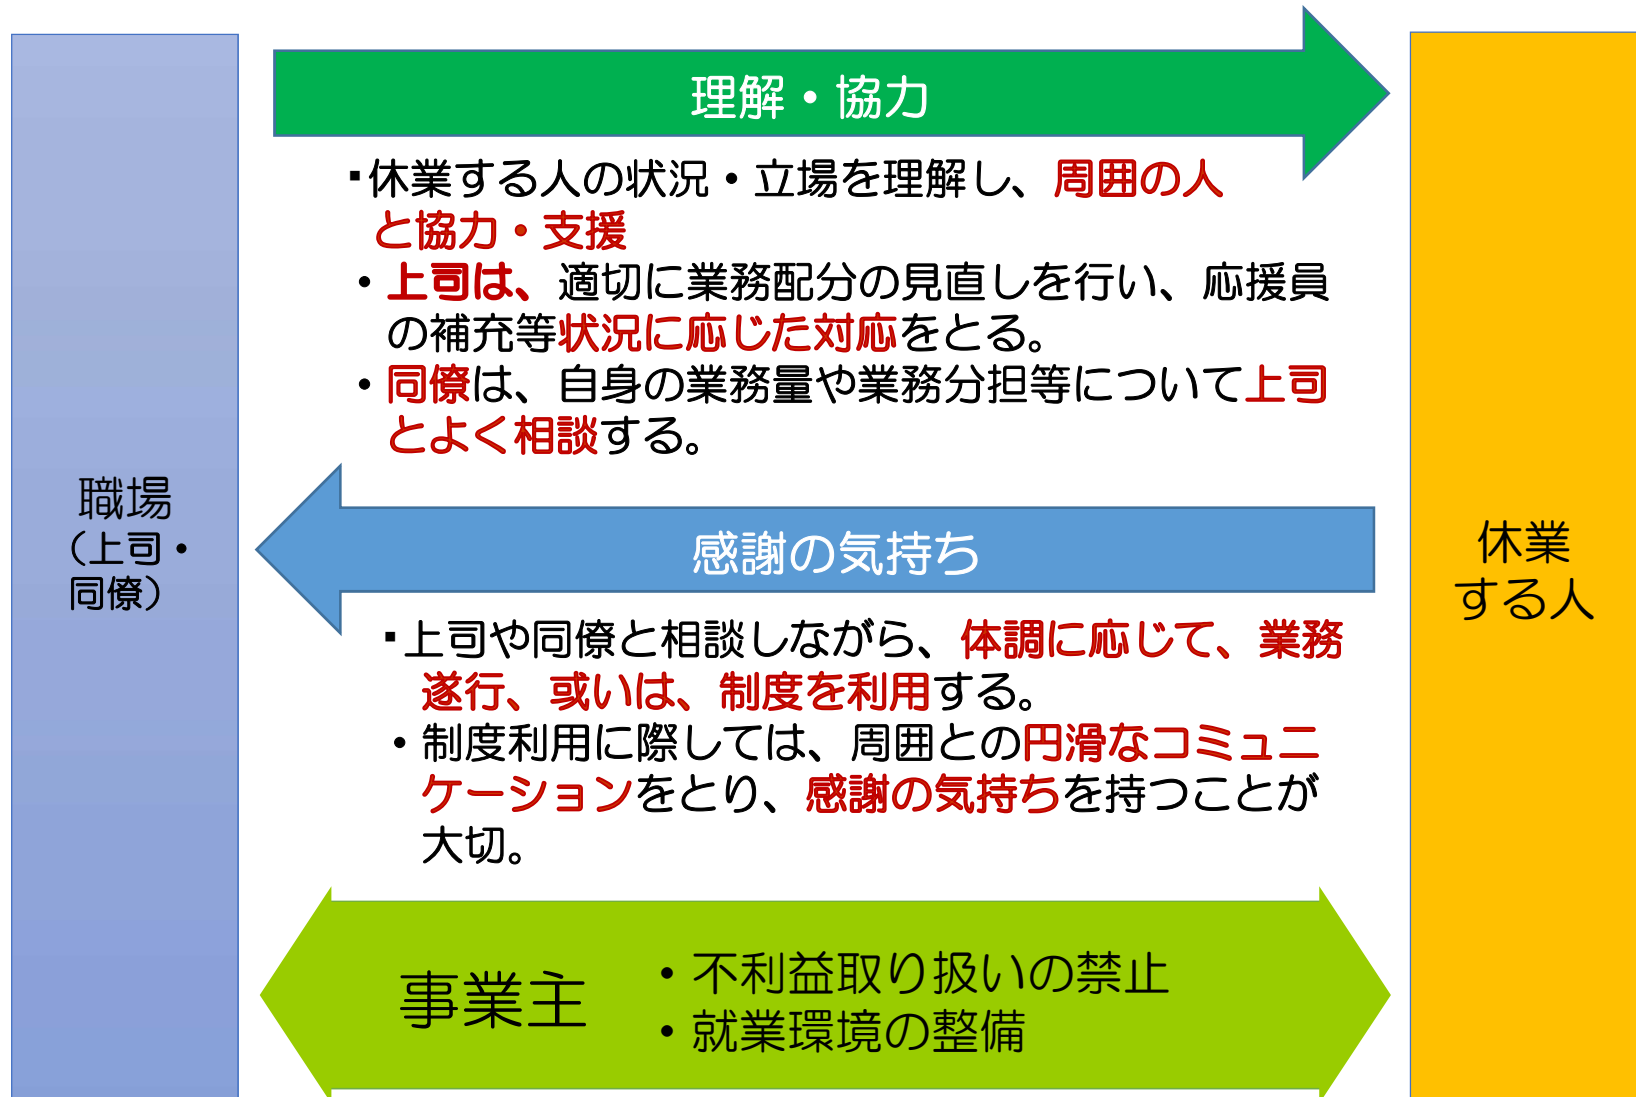 理解・協力
▪休業する人の状況・立場を理解し、周囲の人
と協力・支援
・上司は、適切に業務配分の見直しを行い、応援員
の補充等状況に応じた対応をとる。
・同僚は、自身の業務量や業務分担等について上司
とよく相談する。
職場
（上司・
同僚）
感謝の気持ち
休業
する人
▪上司や同僚と相談しながら、体調に応じて、業務
遂行、或いは、制度を利用する。
・制度利用に際しては、周囲との円滑なコミュニ
ケーションをとり、感謝の気持ちを持つことが
大切。
事業主
・不利益取り扱いの禁止
・就業環境の整備